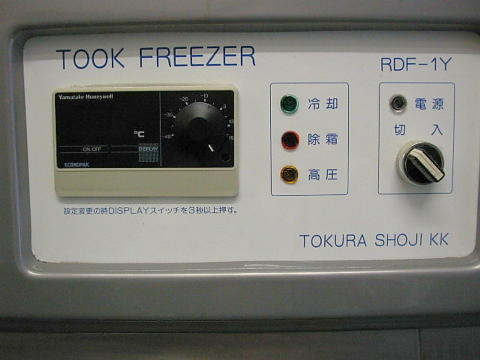 TOOK FREEZER
RDF-1Y
Yamatake Honeywell
℃
ON-OFF
DISPLAY
ECONOPAK
冷却
除霜
高圧
電源
切 入
設定変更の時DISPLAYスイッチを3秒以上押す。
TOKURA SHOJI KK